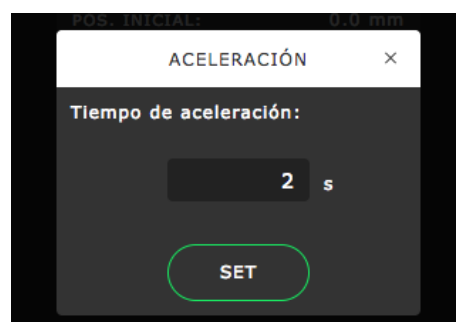 POS. INICIAL: 0.0 mm
ACELERACIÓN ×
Tiempo de aceleración:
2 s
SET